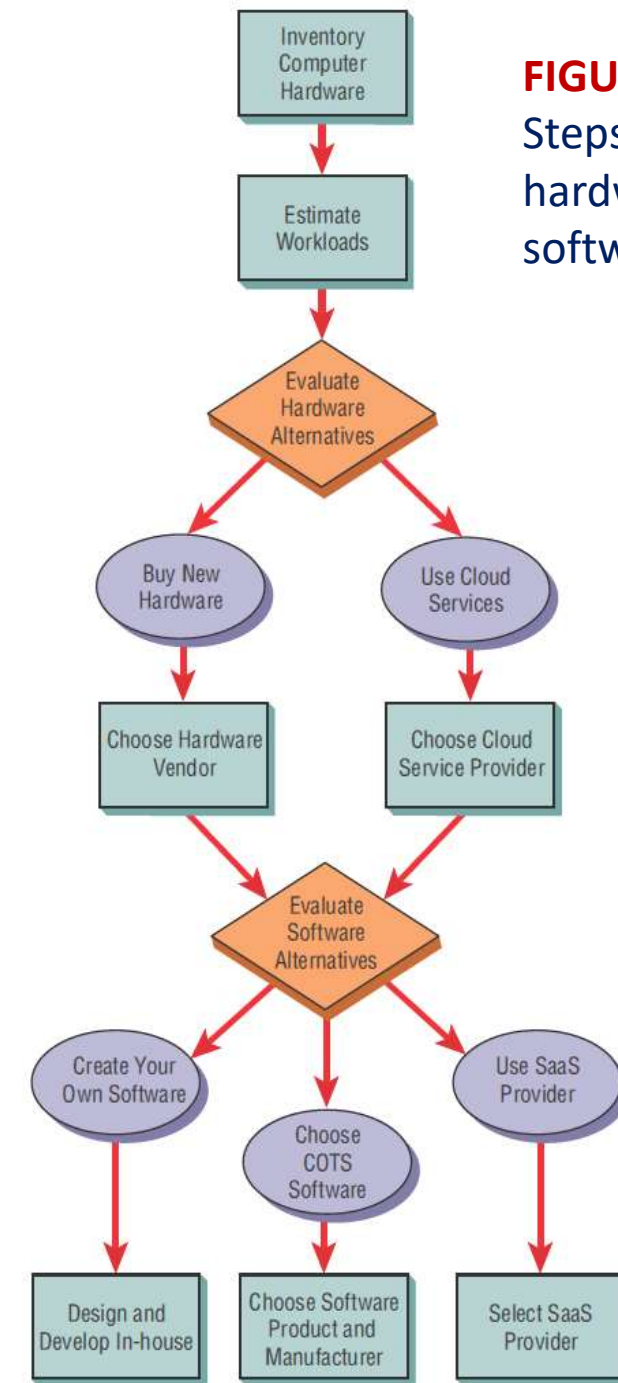 Inventory
Computer
Hardware
FIGU
Steps
hardw
softw
Estimate
Workloads
Evaluate
Hardware
Alternatives
Buy New
Hardware
Use Cloud
Services
Choose Hardware
Vendor
Choose Cloud
Service Provider
Evaluate
Software
Alternatives
Create Your
Own Software
Choose
COTS
Software
Use SaaS
Provider
Design and
Develop In-house
Choose Software
Product and
Manufacturer
Select SaaS
Provider